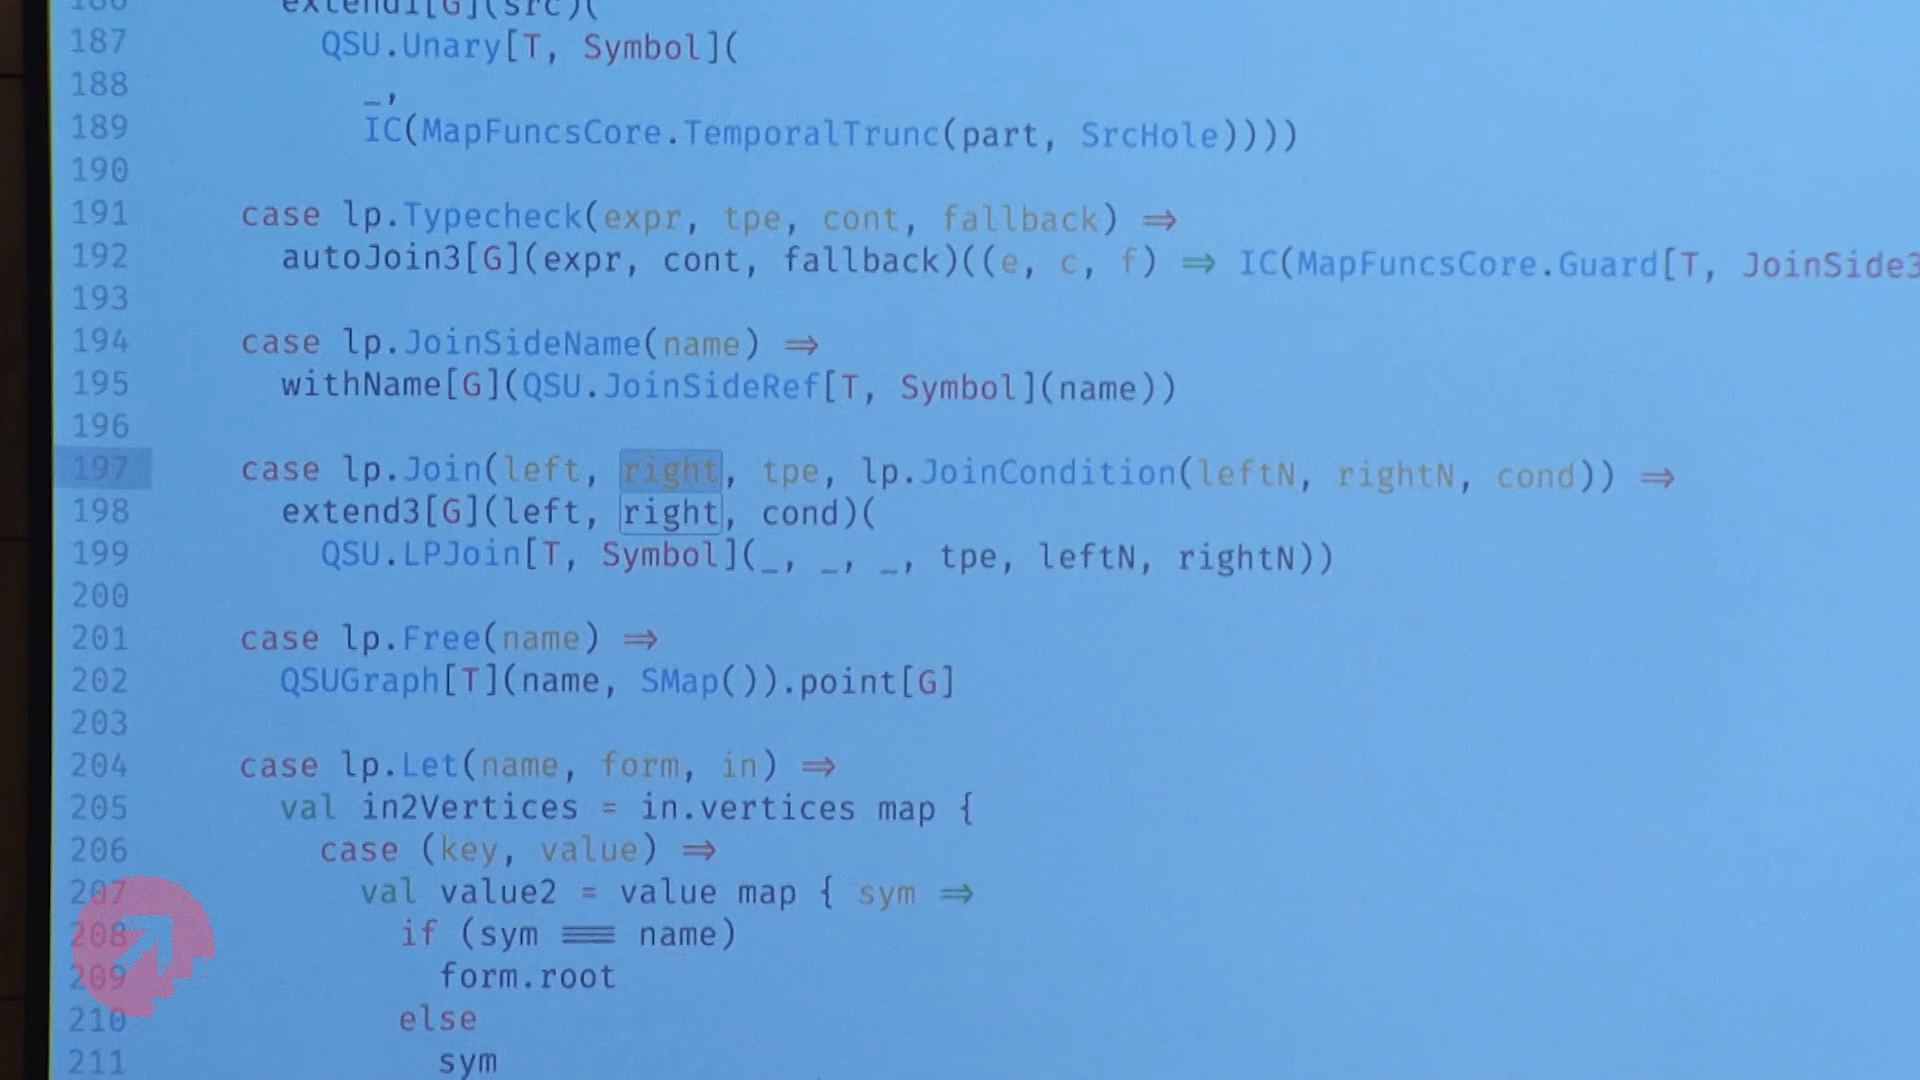 186 extend1[G](src)(
187 QSU.Unary[T, Symbol](
188 _,
189 IC(MapFuncsCore.TemporalTrunc(part, SrcHole))))
190
191 case lp.Typecheck(expr, tpe, cont, fallback) ⇒
192 autoJoin3[G](expr, cont, fallback)((e, c, f) ⇒ IC(MapFuncsCore.Guard[T, JoinSide3
193
194 case lp.JoinSideName(name) ⇒
195 withName[G](QSU.JoinSideRef[T, Symbol](name))
196
197 case lp.Join(left, right, tpe, lp.JoinCondition(leftN, rightN, cond)) ⇒
198 extend3[G](left, right, cond)(
199 QSU.LPJoin[T, Symbol](_, _, _, tpe, leftN, rightN))
200
201 case lp.Free(name) ⇒
202 QSUGraph[T](name, SMap()).point[G]
203
204 case lp.Let(name, form, in) ⇒
205 val in2Vertices = in.vertices map {
206 case (key, value) ⇒
207 val value2 = value map { sym ⇒
208 if (sym === name)
209 form.root
210 else
211 sym